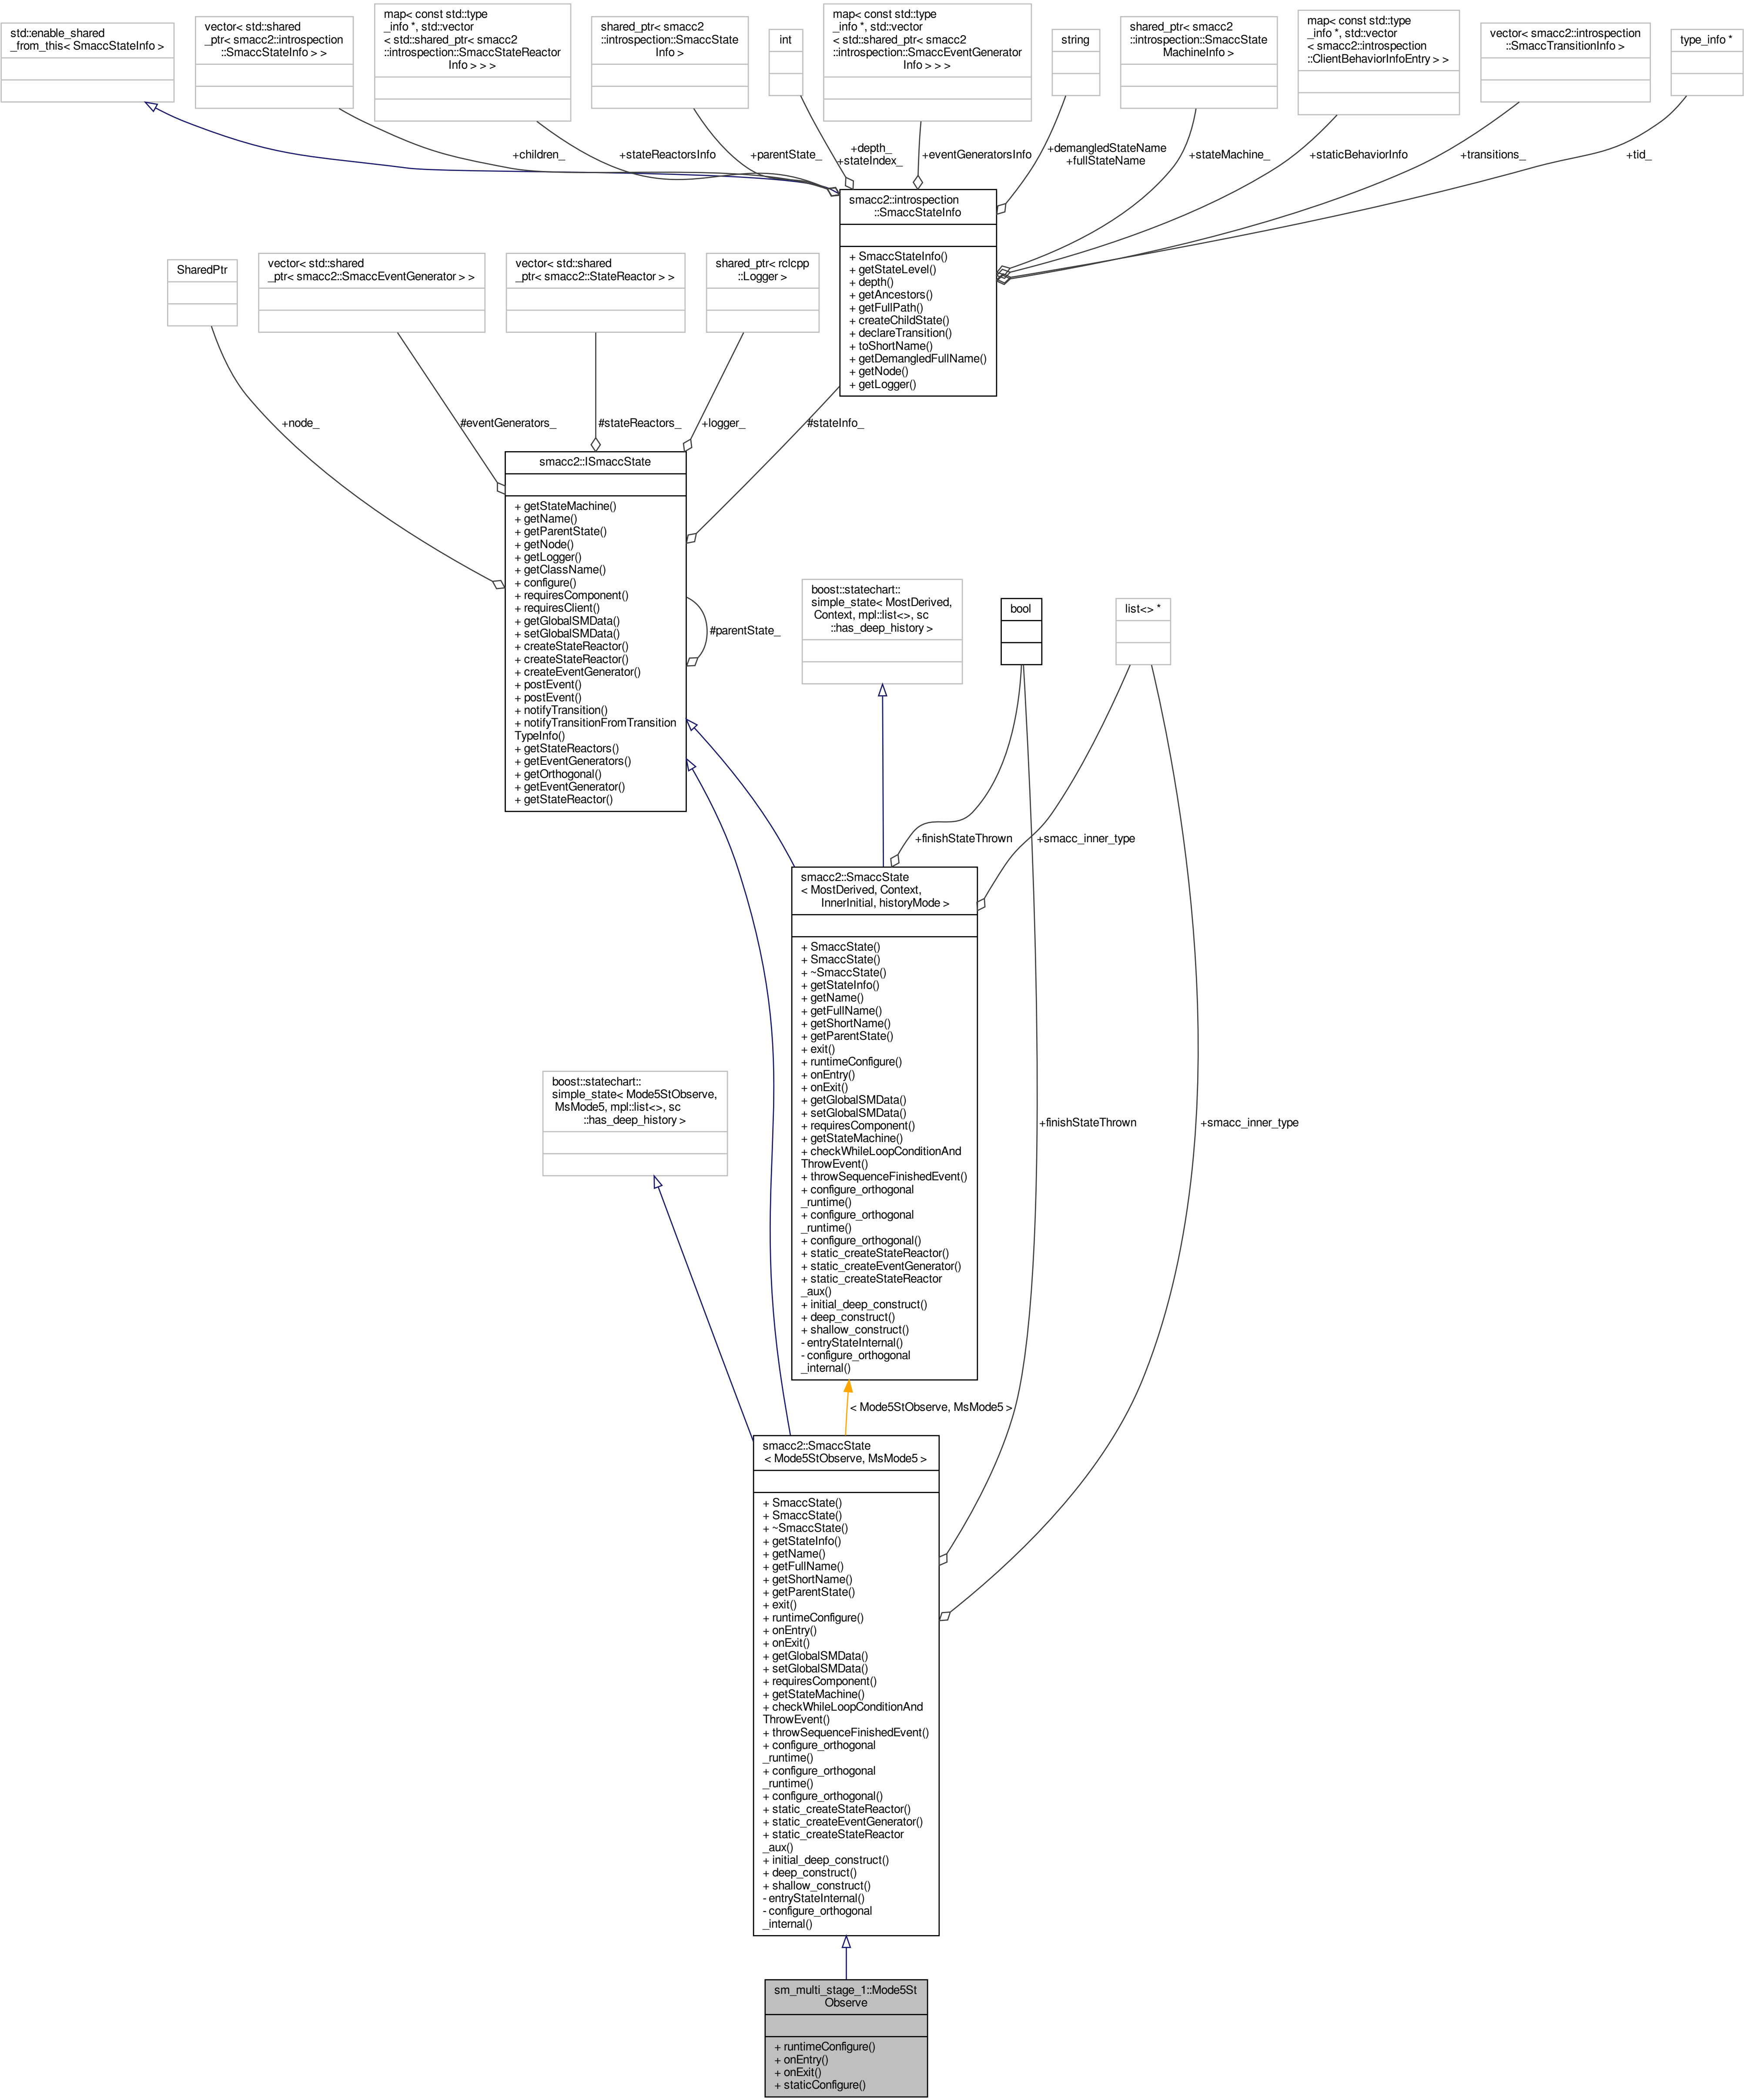 std::enable_shared
_from_this< SmaccStateInfo >
vector< std::shared
_ptr< smacc2::introspection
::SmaccStateInfo > >
map< const std::type
_info *, std::vector
< std::shared_ptr< smacc2
::introspection::SmaccStateReactor
Info > > >
shared_ptr< smacc2
::introspection::SmaccState
Info >
int
map< const std::type
_info *, std::vector
< std::shared_ptr< smacc2
::introspection::SmaccEventGenerator
Info > > >
string
shared_ptr< smacc2
::introspection::SmaccState
MachineInfo >
map< const std::type
_info *, std::vector
< smacc2::introspection
::ClientBehaviorInfoEntry > >
vector< smacc2::introspection
::SmaccTransitionInfo >
type_info *
+children_
+stateReactorsInfo
+parentState_
+depth_
+stateIndex_
+eventGeneratorsInfo
+demangledStateName
+fullStateName
+stateMachine_
+staticBehaviorInfo
+transitions_
+tid_
smacc2::introspection
::SmaccStateInfo
+ SmaccStateInfo()
+ getStateLevel()
+ depth()
+ getAncestors()
+ getFullPath()
+ createChildState()
+ declareTransition()
+ toShortName()
+ getDemangledFullName()
+ getNode()
+ getLogger()
SharedPtr
vector< std::shared
_ptr< smacc2::SmaccEventGenerator > >
vector< std::shared
_ptr< smacc2::StateReactor > >
shared_ptr< rclcpp
::Logger >
+node_
#eventGenerators_
#stateReactors_
+logger_
#stateInfo_
smacc2::ISmaccState
+ getStateMachine()
+ getName()
+ getParentState()
+ getNode()
+ getLogger()
+ getClassName()
+ configure()
+ requiresComponent()
+ requiresClient()
+ getGlobalSMData()
+ setGlobalSMData()
+ createStateReactor()
+ createStateReactor()
+ createEventGenerator()
+ postEvent()
+ postEvent()
+ notifyTransition()
+ notifyTransitionFromTransition
TypeInfo()
+ getStateReactors()
+ getEventGenerators()
+ getOrthogonal()
+ getEventGenerator()
+ getStateReactor()
#parentState_
boost::statechart::
simple_state< MostDerived,
Context, mpl::list<>, sc
::has_deep_history >
bool
list<> *
+finishStateThrown
+smacc_inner_type
smacc2::SmaccState
< MostDerived, Context,
InnerInitial, historyMode >
+ SmaccState()
+ SmaccState()
+ ~SmaccState()
+ getStateInfo()
+ getName()
+ getFullName()
+ getShortName()
+ getParentState()
+ exit()
+ runtimeConfigure()
+ onEntry()
+ onExit()
+ getGlobalSMData()
+ setGlobalSMData()
+ requiresComponent()
+ getStateMachine()
+ checkWhileLoopConditionAnd
ThrowEvent()
+ throwSequenceFinishedEvent()
+ configure_orthogonal
_runtime()
+ configure_orthogonal
_runtime()
+ configure_orthogonal()
+ static_createStateReactor()
+ static_createEventGenerator()
+ static_createStateReactor
_aux()
+ initial_deep_construct()
+ deep_construct()
+ shallow_construct()
- entryStateInternal()
- configure_orthogonal
_internal()
boost::statechart::
simple_state< Mode5StObserve,
MsMode5, mpl::list<>, sc
::has_deep_history >
+finishStateThrown
+smacc_inner_type
< Mode5StObserve, MsMode5 >
smacc2::SmaccState
< Mode5StObserve, MsMode5 >
+ SmaccState()
+ SmaccState()
+ ~SmaccState()
+ getStateInfo()
+ getName()
+ getFullName()
+ getShortName()
+ getParentState()
+ exit()
+ runtimeConfigure()
+ onEntry()
+ onExit()
+ getGlobalSMData()
+ setGlobalSMData()
+ requiresComponent()
+ getStateMachine()
+ checkWhileLoopConditionAnd
ThrowEvent()
+ throwSequenceFinishedEvent()
+ configure_orthogonal
_runtime()
+ configure_orthogonal
_runtime()
+ configure_orthogonal()
+ static_createStateReactor()
+ static_createEventGenerator()
+ static_createStateReactor
_aux()
+ initial_deep_construct()
+ deep_construct()
+ shallow_construct()
- entryStateInternal()
- configure_orthogonal
_internal()
sm_multi_stage_1::Mode5St
Observe
+ runtimeConfigure()
+ onEntry()
+ onExit()
+ staticConfigure()